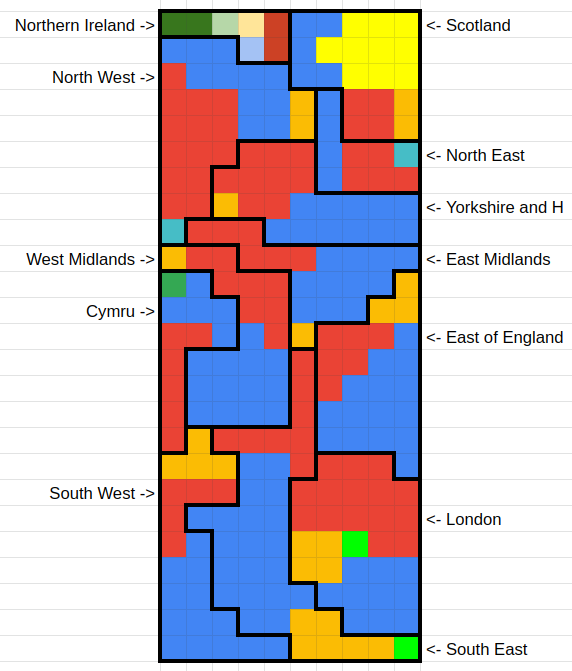 Northern Ireland ->
<- Scotland
North West ->
<- North East
<- Yorkshire and H
West Midlands ->
<- East Midlands
Cymru ->
<- East of England
South West ->
<- London
<- South East